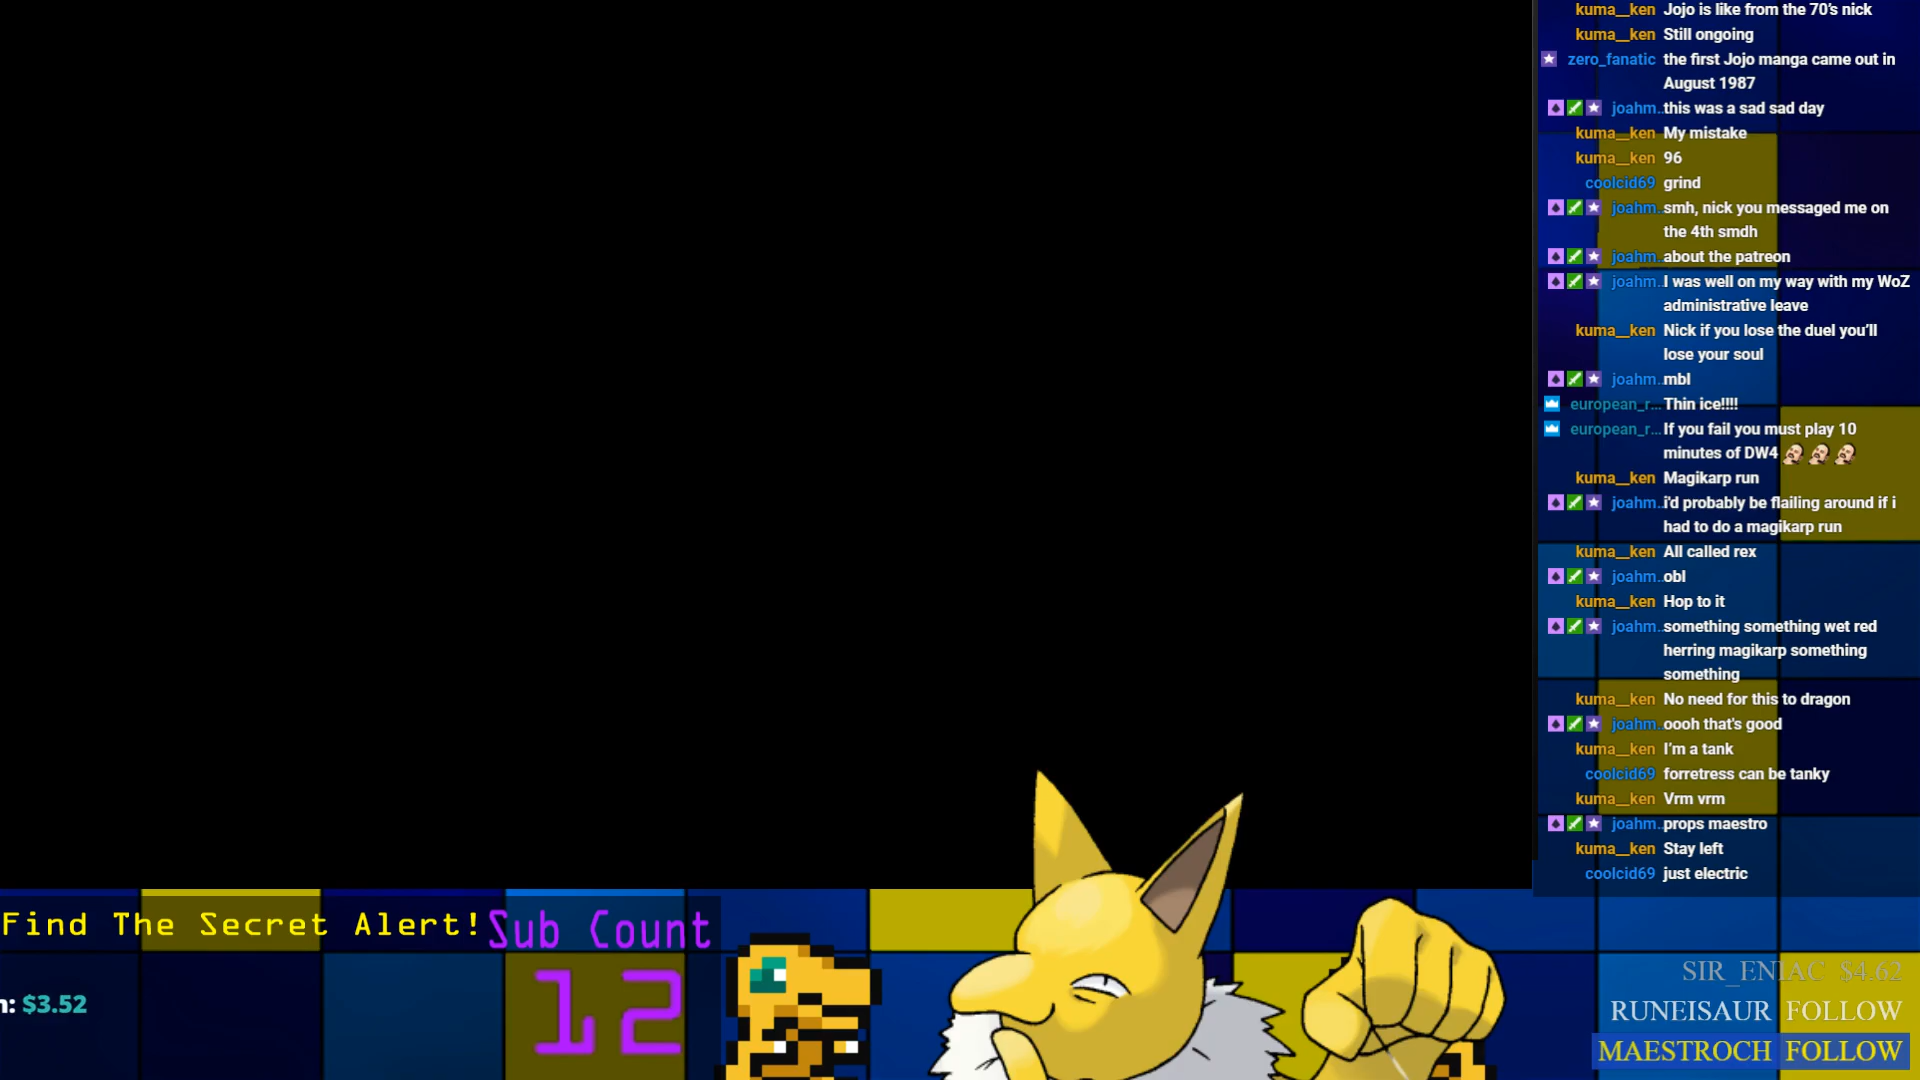 kuma__ken Jojo is like from the 70's nick
kuma__ken Still ongoing
zero_fanatic the first Jojo manga came out in
August 1987
joahm.. this was a sad sad day
kuma__ken My mistake
kuma__ken 96
coolcid69 grind
joahm.. smh, nick you messaged me on
the 4th smdh
joahm.. about the patreon
joahm.. I was well on my way with my WoZ
administrative leave
kuma__ken Nick if you lose the duel you'll
lose your soul
joahm.. mbl
european_r... Thin ice!!!!
european_r... If you fail you must play 10
minutes of DW4
kuma__ken Magikarp run
joahm.. i'd probably be flailing around if i
had to do a magikarp run
kuma__ken All called rex
joahm.. obl
kuma__ken Hop to it
joahm.. something something wet red
herring magikarp something
something
kuma__ken No need for this to dragon
joahm.. oooh that's good
kuma__ken I'm a tank
coolcid69 forretress can be tanky
kuma__ken Vrm vrm
joahm.. props maestro
kuma__ken Stay left
coolcid69 just electric
Find The Secret Alert!
Sub Count
12
n: $3.52
SIR_ENIAC $4.62
RUNEISAUR FOLLOW
MAESTROCH FOLLOW